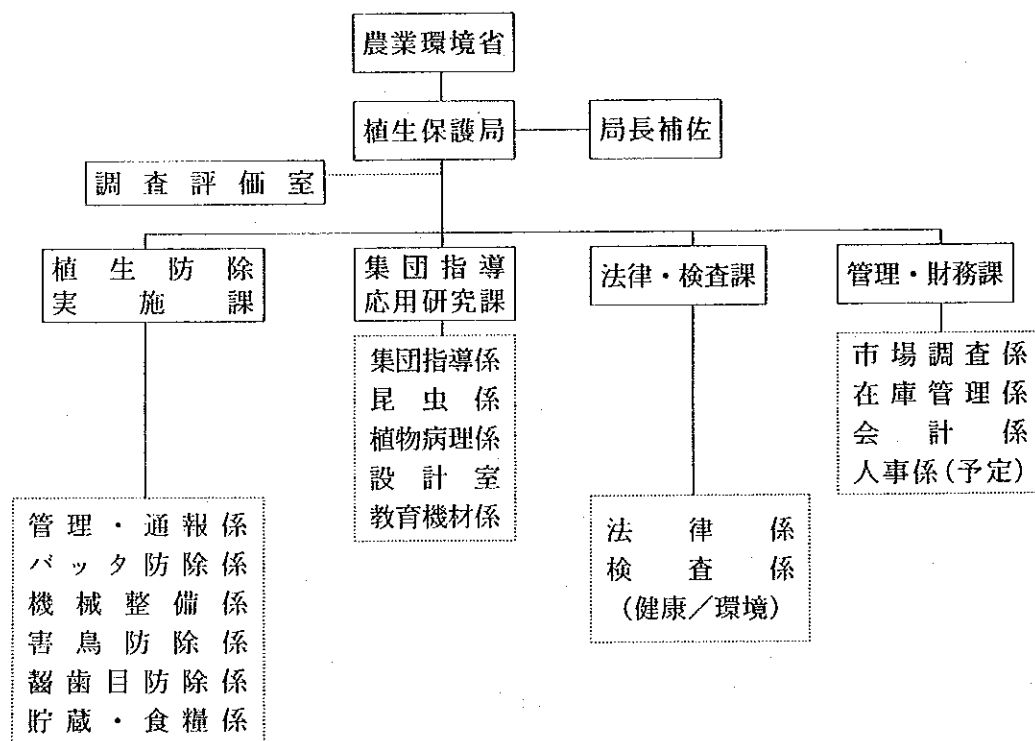 農業環境省
植生保護局
局長補佐
調査評価室
植生防除
実施課
集団指導
応用研究課
法律・検査課
管理・財務課
集団指導係
昆虫係
植物病理係
設計室
教育機材係
市場調査係
在庫管理係
会計係
人事係(予定)
管理・通報係
バッタ防除係
機械整備係
害鳥防除係
齧歯目防除係
貯蔵・食糧係
法律係
検査係
(健康/環境)